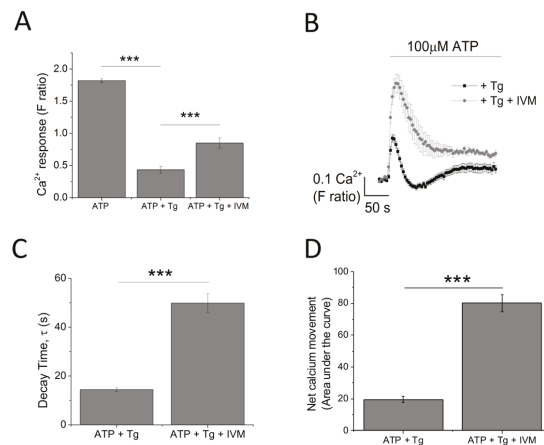 A
Ca²⁺ response (F ratio)
2.0
1.5
1.0
0.5
0.0
***
***
ATP
ATP + Tg
ATP + Tg + IVM
B
100µM ATP
+ Tg
+ Tg + IVM
0.1 Ca²⁺
(F ratio)
50 s
C
Decay Time, τ (s)
60
40
20
0
***
ATP + Tg
ATP + Tg + IVM
D
Net calcium movement
(Area under the curve)
100
80
60
40
20
0
***
ATP + Tg
ATP + Tg + IVM